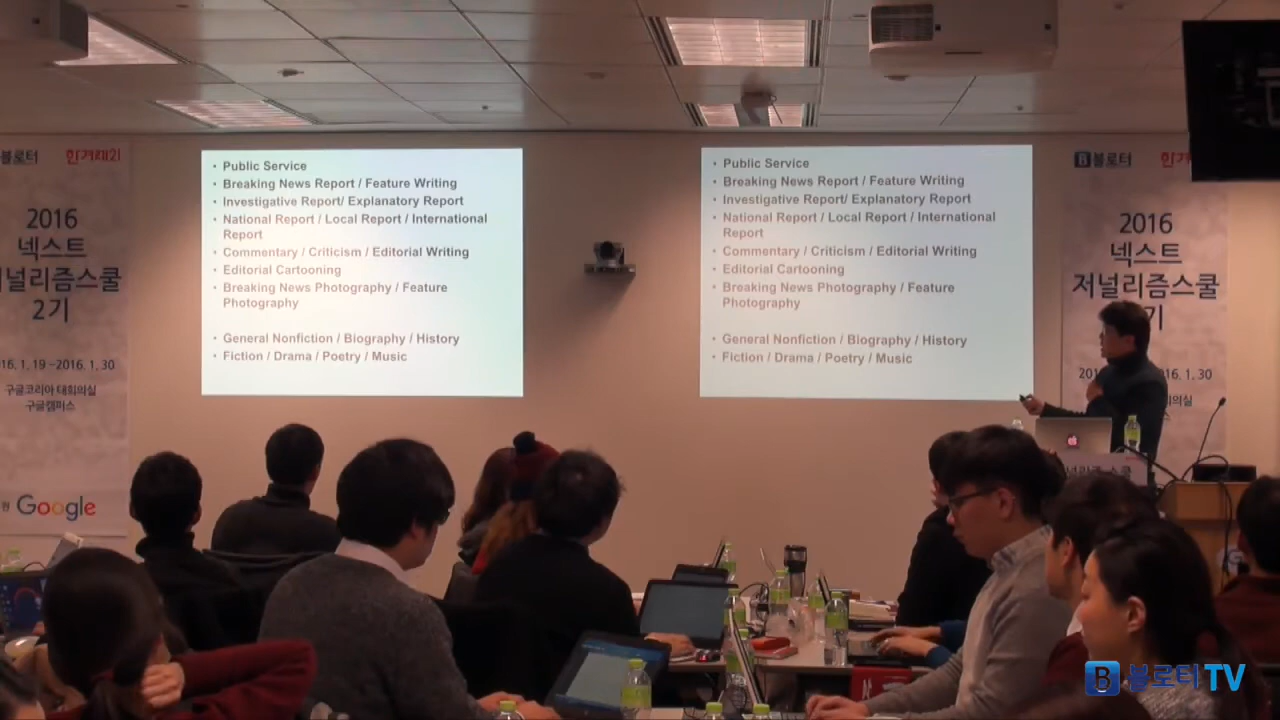 블로터 한겨레21
2016
넥스트
저널리즘스쿨
2기
2016. 1. 19 ~ 2016. 1. 30
구글코리아 대회의실
구글캠퍼스
Google
• Public Service
• Breaking News Report / Feature Writing
• Investigative Report/ Explanatory Report
• National Report / Local Report / International
Report
• Commentary / Criticism / Editorial Writing
• Editorial Cartooning
• Breaking News Photography / Feature
Photography
• General Nonfiction / Biography / History
• Fiction / Drama / Poetry / Music
• Public Service
• Breaking News Report / Feature Writing
• Investigative Report/ Explanatory Report
• National Report / Local Report / International
Report
• Commentary / Criticism / Editorial Writing
• Editorial Cartooning
• Breaking News Photography / Feature
Photography
• General Nonfiction / Biography / History
• Fiction / Drama / Poetry / Music
B 블로터
2016
넥스트
저널리즘스쿨
기
2016. 1. 30
B 블로터TV